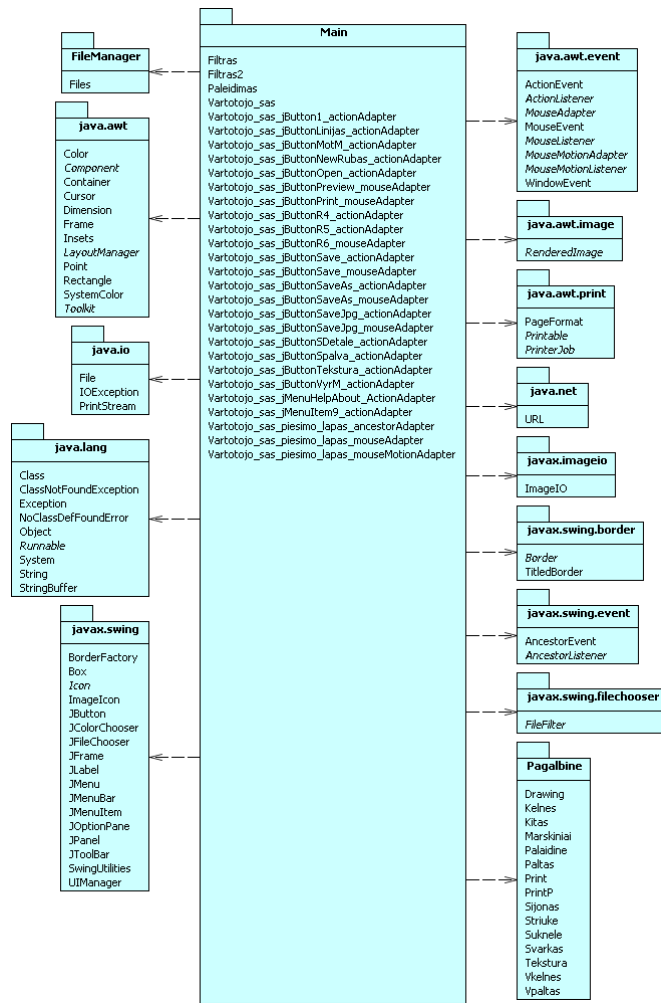 FileManager
Files
java.awt
Color
Component
Container
Cursor
Dimension
Frame
Insets
LayoutManager
Point
Rectangle
SystemColor
Toolkit
java.io
File
IOException
PrintStream
java.lang
Class
ClassNotFoundException
Exception
NoClassDefFoundError
Object
Runnable
System
String
StringBuffer
javax.swing
BorderFactory
Box
Icon
ImageIcon
JButton
JColorChooser
JFileChooser
JFrame
JLabel
JMenu
JMenuBar
JMenuItem
JOptionPane
JPanel
JToolBar
SwingUtilities
UIManager
Main
Filtras
Filtras2
Paleidimas
Vartotojo_sas
Vartotojo_sas_jButton1_actionAdapter
Vartotojo_sas_jButtonLinijas_actionAdapter
Vartotojo_sas_jButtonMotM_actionAdapter
Vartotojo_sas_jButtonNewRubas_actionAdapter
Vartotojo_sas_jButtonOpen_actionAdapter
Vartotojo_sas_jButtonPreview_mouseAdapter
Vartotojo_sas_jButtonPrint_mouseAdapter
Vartotojo_sas_jButtonR4_actionAdapter
Vartotojo_sas_jButtonR5_actionAdapter
Vartotojo_sas_jButtonR6_mouseAdapter
Vartotojo_sas_jButtonSave_actionAdapter
Vartotojo_sas_jButtonSave_mouseAdapter
Vartotojo_sas_jButtonSaveAs_actionAdapter
Vartotojo_sas_jButtonSaveAs_mouseAdapter
Vartotojo_sas_jButtonSaveJpg_actionAdapter
Vartotojo_sas_jButtonSaveJpg_mouseAdapter
Vartotojo_sas_jButtonSDetale_actionAdapter
Vartotojo_sas_jButtonSpalva_actionAdapter
Vartotojo_sas_jButtonTekstura_actionAdapter
Vartotojo_sas_jButtonVyrM_actionAdapter
Vartotojo_sas_jMenuHelpAbout_ActionAdapter
Vartotojo_sas_jMenuItem9_actionAdapter
Vartotojo_sas_piesimo_lapas_ancestorAdapter
Vartotojo_sas_piesimo_lapas_mouseAdapter
Vartotojo_sas_piesimo_lapas_mouseMotionAdapter
java.awt.event
ActionEvent
ActionListener
MouseAdapter
MouseEvent
MouseListener
MouseMotionAdapter
MouseMotionListener
WindowEvent
java.awt.image
RenderedImage
java.awt.print
PageFormat
Printable
PrinterJob
java.net
URL
javax.imageio
ImageIO
javax.swing.border
Border
TitledBorder
javax.swing.event
AncestorEvent
AncestorListener
javax.swing.filechooser
FileFilter
Pagalbine
Drawing
Kelnes
Kitas
Marskiniai
Palaidine
Paltas
Print
PrintP
Sijonas
Striuke
Suknele
Svarkas
Tekstura
Vkelnes
Vpaltas